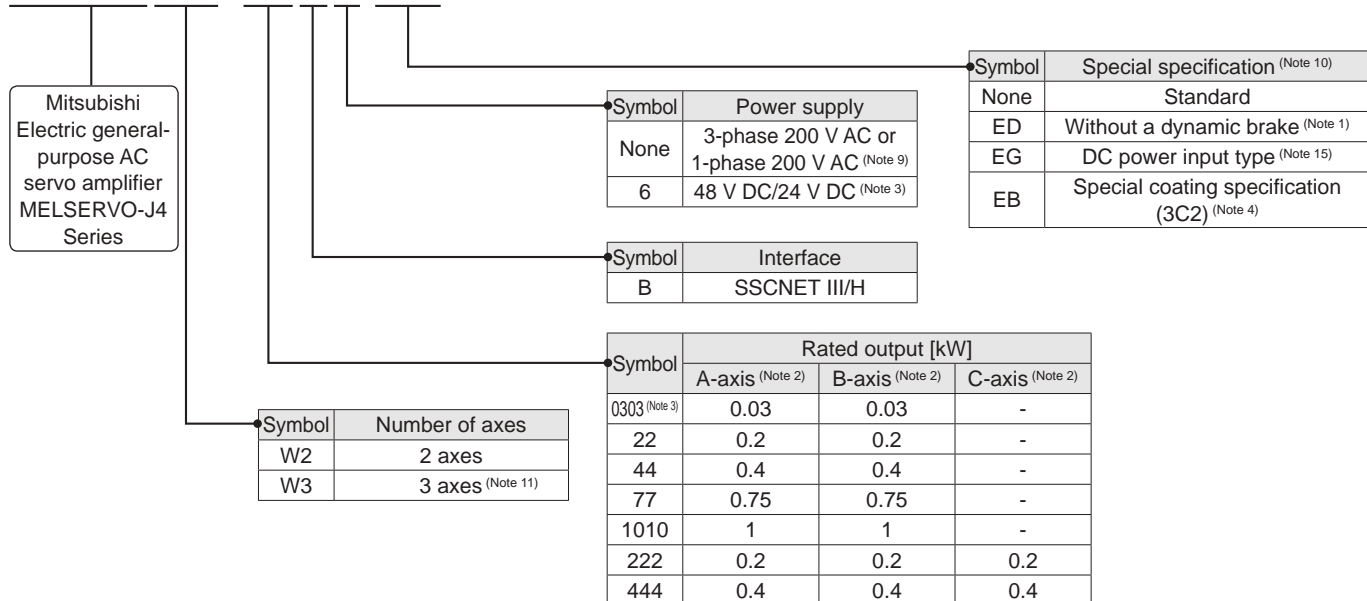 Mitsubishi
Electric general-
purpose AC
servo amplifier
MELSERVO-J4
Series
Symbol Special specification (Note 10)
None Standard
ED Without a dynamic brake (Note 1)
EG DC power input type (Note 15)
EB Special coating specification
(3C2) (Note 4)
Symbol Power supply
None 3-phase 200 V AC or
1-phase 200 V AC (Note 9)
6 48 V DC/24 V DC (Note 3)
Symbol Interface
B SSCNET III/H
Symbol Rated output [kW]
A-axis (Note 2) B-axis (Note 2) C-axis (Note 2)
0303 (Note 3) 0.03 0.03 -
22 0.2 0.2 -
44 0.4 0.4 -
77 0.75 0.75 -
1010 1 1 -
222 0.2 0.2 0.2
444 0.4 0.4 0.4
Symbol Number of axes
W2 2 axes
W3 3 axes (Note 11)